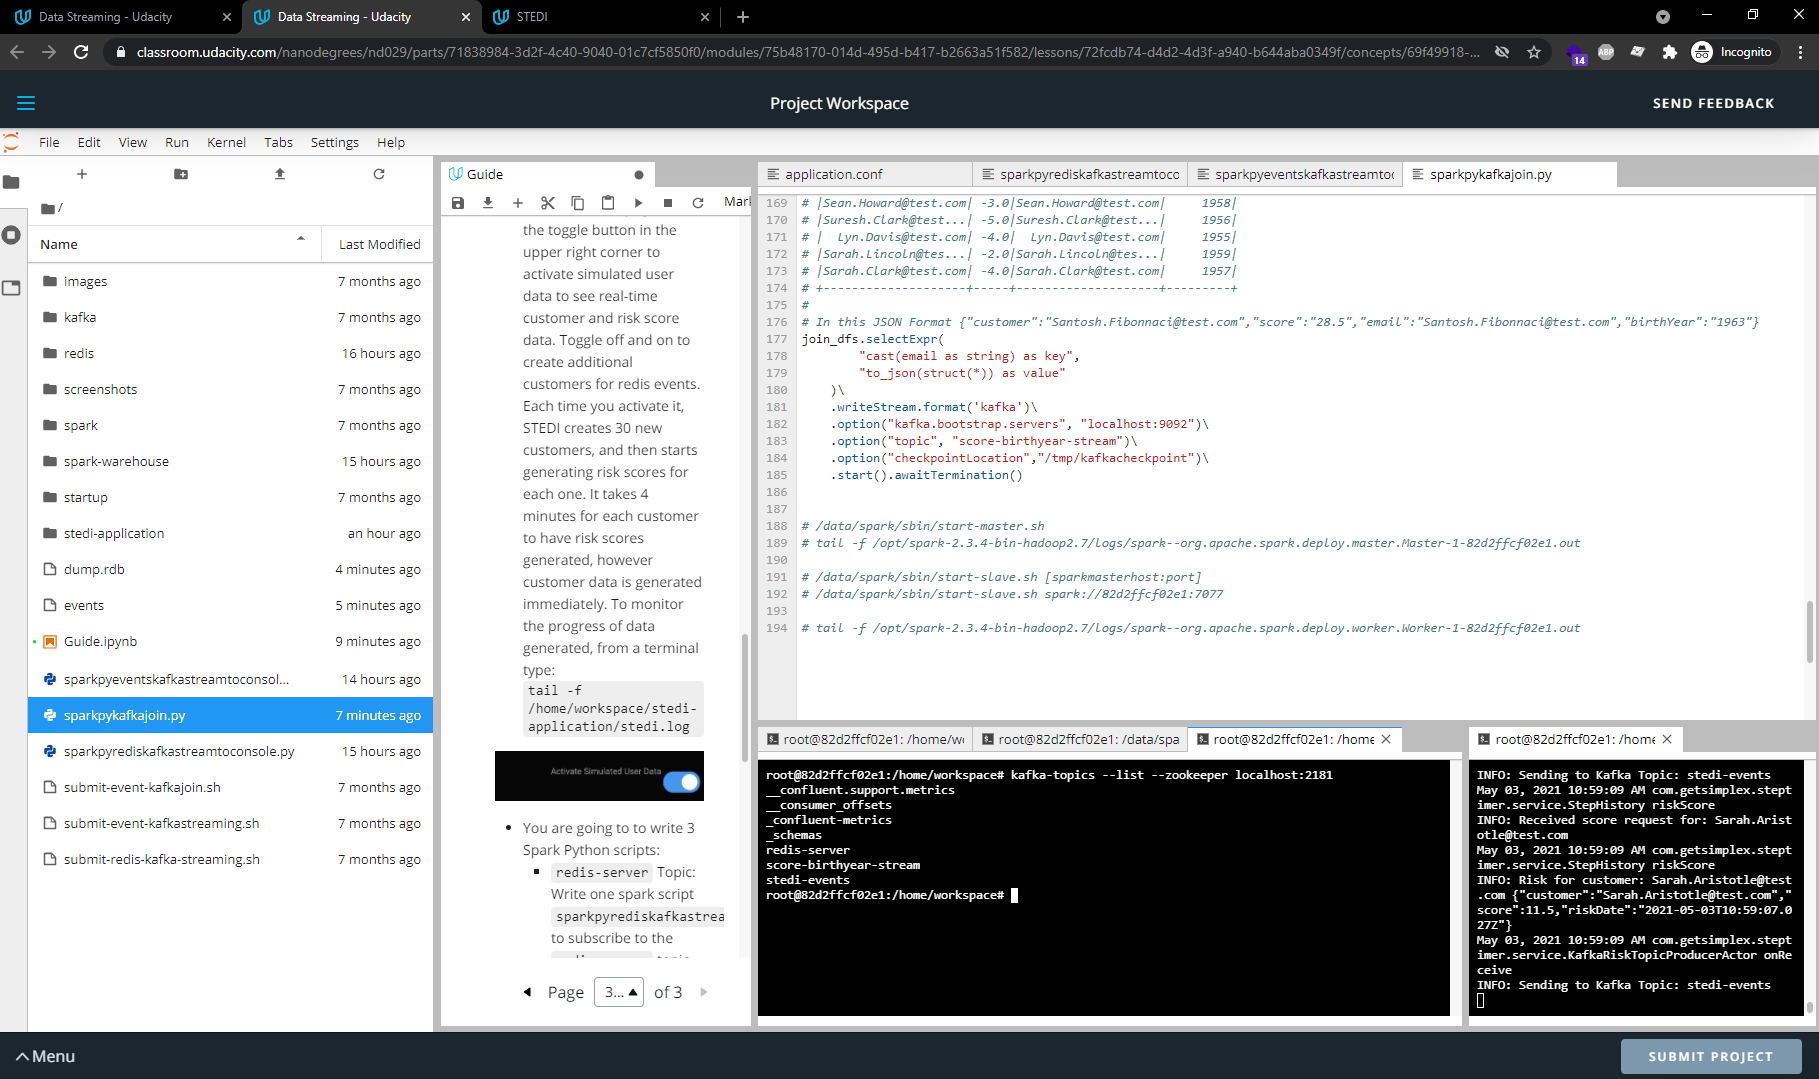 Data Streaming - Udacity
Data Streaming - Udacity
STEDI
classroom.udacity.com/nanodegrees/nd029/parts/71838984-3d2f-4c40-9040-01c7cf5850f0/modules/75b48170-014d-495d-b417-b2663a51f582/lessons/72fcdb74-d4d2-4d3f-a940-b644aba0349f/concepts/69f49918-...
14
ABP
Incognito
Project Workspace
SEND FEEDBACK
File Edit View Run Kernel Tabs Settings Help
/
Name Last Modified
images 7 months ago
kafka 7 months ago
redis 16 hours ago
screenshots 7 months ago
spark 7 months ago
spark-warehouse 15 hours ago
startup 7 months ago
stedi-application an hour ago
dump.rdb 4 minutes ago
events 5 minutes ago
Guide.ipynb 9 minutes ago
sparkpyeventskafkastreamtoconsol... 14 hours ago
sparkpykafkajoin.py 7 minutes ago
sparkpyrediskafkastreamtoconsole.py 15 hours ago
submit-event-kafkajoin.sh 7 months ago
submit-event-kafkastreaming.sh 7 months ago
submit-redis-kafka-streaming.sh 7 months ago
Guide
Mark
the toggle button in the
upper right corner to
activate simulated user
data to see real-time
customer and risk score
data. Toggle off and on to
create additional
customers for redis events.
Each time you activate it,
STEDI creates 30 new
customers, and then starts
generating risk scores for
each one. It takes 4
minutes for each customer
to have risk scores
generated, however
customer data is generated
immediately. To monitor
the progress of data
generated, from a terminal
type:
tail -f
/home/workspace/stedi-
application/stedi.log
Activate Simulated User Data
• You are going to to write 3
Spark Python scripts:
redis-server Topic:
Write one spark script
sparkpyrediskafkastrea
to subscribe to the
Page 3... of 3
application.conf
sparkpyrediskafkastreamtoco
sparkpyeventskafkastreamtoc
sparkpykafkajoin.py
169 # |Sean.Howard@test.com| -3.0|Sean.Howard@test.com|     1958|
170 # |Suresh.Clark@test...| -5.0|Suresh.Clark@test...|     1956|
171 # |  Lyn.Davis@test.com| -4.0|  Lyn.Davis@test.com|     1955|
172 # |Sarah.Lincoln@tes...| -2.0|Sarah.Lincoln@tes...|     1959|
173 # |Sarah.Clark@test.com| -4.0|Sarah.Clark@test.com|     1957|
174 # +--------------------+-----+--------------------+---------+
175 #
176 # In this JSON Format {"customer":"Santosh.Fibonnaci@test.com","score":"28.5","email":"Santosh.Fibonnaci@test.com","birthYear":"1963"}
177 join_dfs.selectExpr(
178 "cast(email as string) as key",
179 "to_json(struct(*)) as value"
180 )\
181 .writeStream.format('kafka')\
182 .option("kafka.bootstrap.servers", "localhost:9092")\
183 .option("topic", "score-birthyear-stream")\
184 .option("checkpointLocation","/tmp/kafkacheckpoint")\
185 .start().awaitTermination()
186
187
188 # /data/spark/sbin/start-master.sh
189 # tail -f /opt/spark-2.3.4-bin-hadoop2.7/logs/spark--org.apache.spark.deploy.master.Master-1-82d2ffcf02e1.out
190
191 # /data/spark/sbin/start-slave.sh [sparkmasterhost:port]
192 # /data/spark/sbin/start-slave.sh spark://82d2ffcf02e1:7077
193
194 # tail -f /opt/spark-2.3.4-bin-hadoop2.7/logs/spark--org.apache.spark.deploy.worker.Worker-1-82d2ffcf02e1.out
root@82d2ffcf02e1: /home/w
root@82d2ffcf02e1: /data/spa
root@82d2ffcf02e1: /home
root@82d2ffcf02e1:/home/workspace# kafka-topics --list --zookeeper localhost:2181
__confluent.support.metrics
__consumer_offsets
_confluent-metrics
_schemas
redis-server
score-birthyear-stream
stedi-events
root@82d2ffcf02e1:/home/workspace#
root@82d2ffcf02e1: /home
INFO: Sending to Kafka Topic: stedi-events
May 03, 2021 10:59:09 AM com.getsimplex.stept
imer.service.StepHistory riskScore
INFO: Received score request for: Sarah.Arist
otle@test.com
May 03, 2021 10:59:09 AM com.getsimplex.stept
imer.service.StepHistory riskScore
INFO: Risk for customer: Sarah.Aristotle@test
.com {"customer":"Sarah.Aristotle@test.com","
score":11.5,"riskDate":"2021-05-03T10:59:07.0
27Z"}
May 03, 2021 10:59:09 AM com.getsimplex.stept
imer.service.KafkaRiskTopicProducerActor onRe
ceive
INFO: Sending to Kafka Topic: stedi-events
Menu
SUBMIT PROJECT